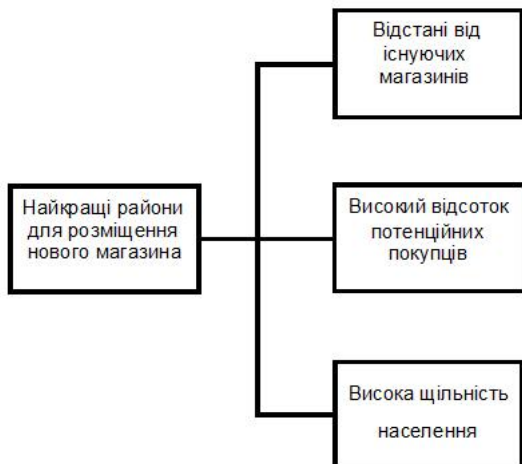 Відстані від
існуючих
магазинів
Найкращі райони
для розміщення
нового магазина
Високий відсоток
потенційних
покупців
Висока щільність
населення